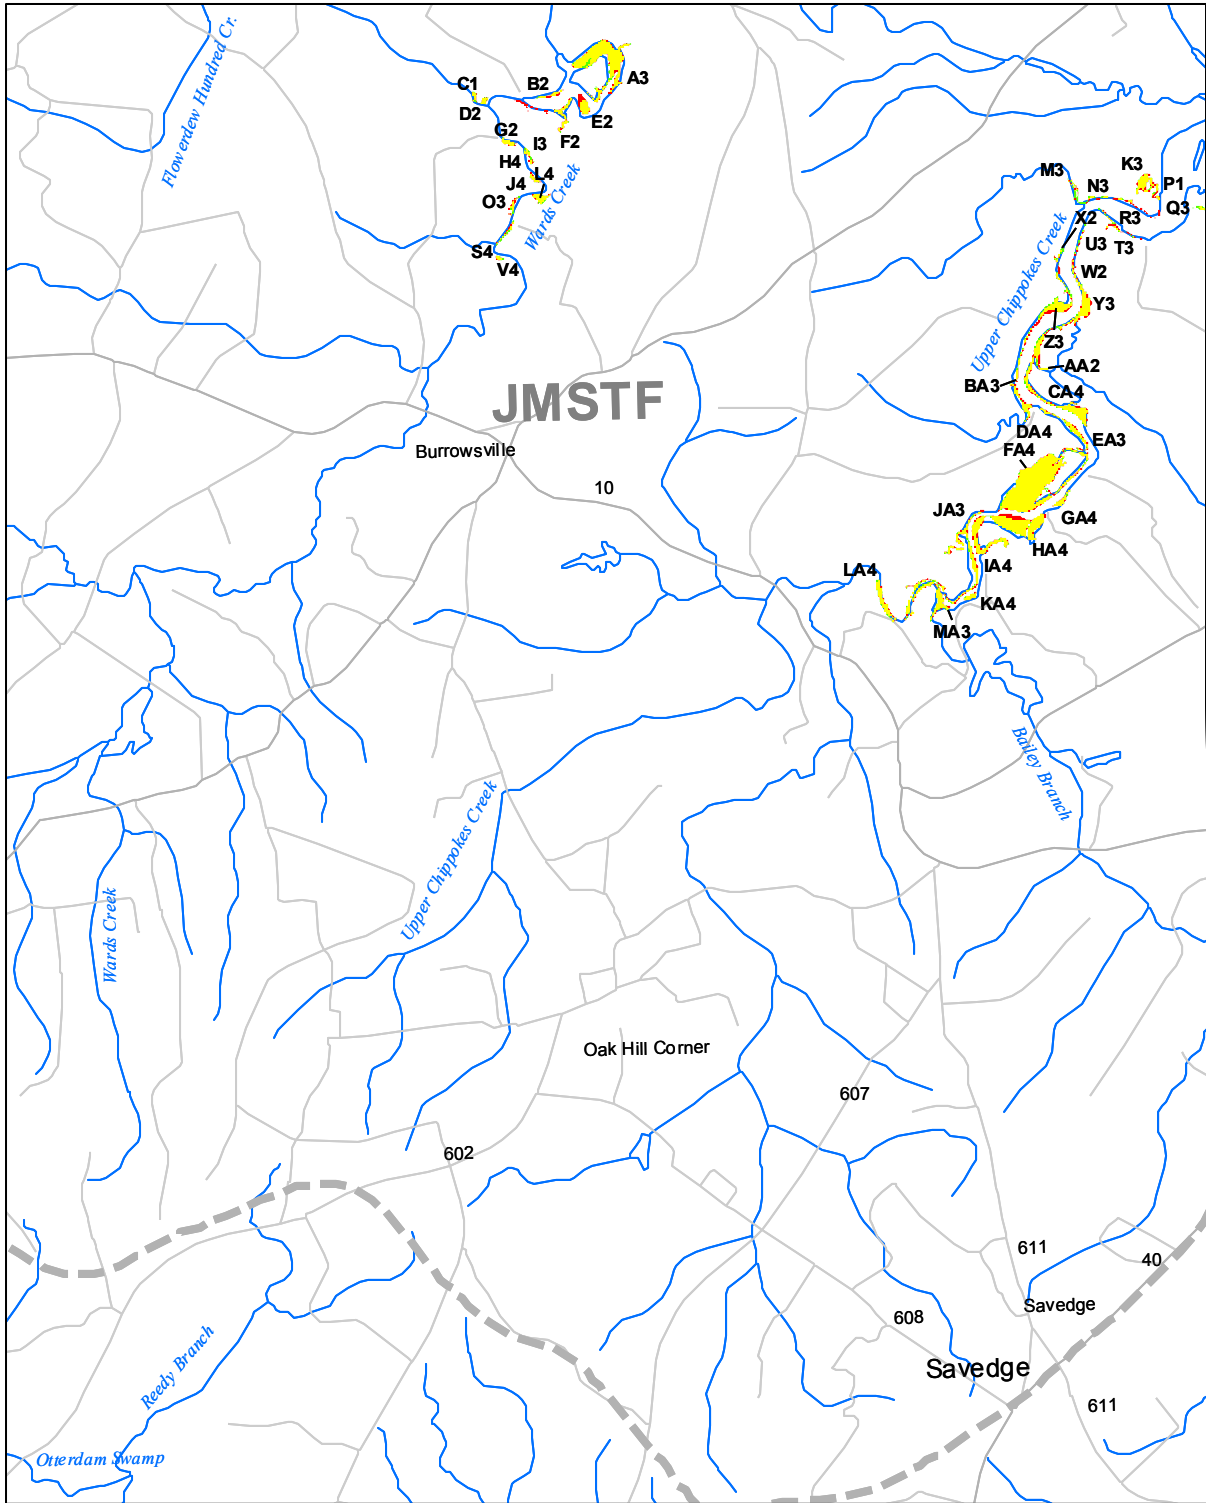 Flowerdew Hundred Cr.
C1
B2
A3
D2
E2
G2
F2
I3
H4
L4
J4
O3
Wards Creek
S4
V4
M3
K3
N3
P1
Q3
X2
R3
U3
T3
Upper Chippokes Creek
W2
Y3
Z3
AA2
BA3
CA4
JMSTF
DA4
EA3
FA4
Burrowsville
10
JA3
GA4
HA4
IA4
LA4
KA4
MA3
Bailey Branch
Upper Chippokes Creek
Wards Creek
Oak Hill Corner
607
602
611
40
Savedge
608
Savedge
611
Reedy Branch
Otterdam Swamp